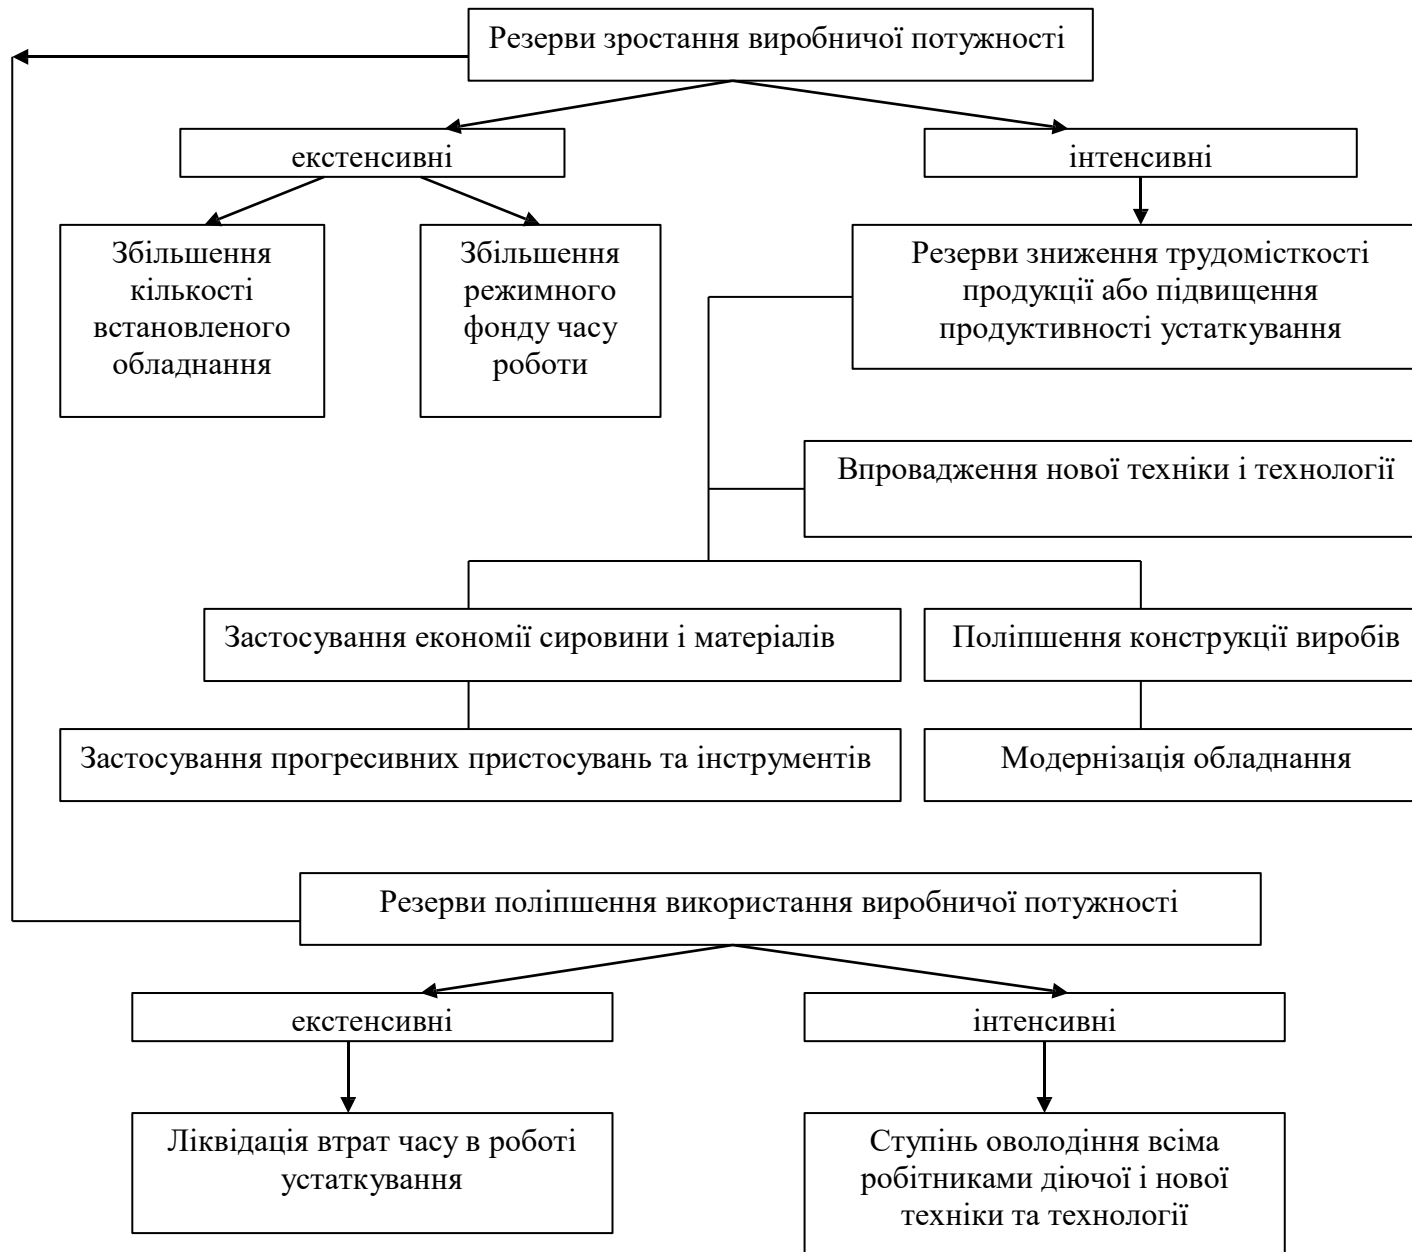 Резерви зростання виробничої потужності
екстенсивні
інтенсивні
Збільшення
кількості
встановленого
обладнання
Збільшення
режимного
фонду часу
роботи
Резерви зниження трудомісткості
продукції або підвищення
продуктивності устаткування
Впровадження нової техніки і технології
Застосування економії сировини і матеріалів
Поліпшення конструкції виробів
Застосування прогресивних пристосувань та інструментів
Модернізація обладнання
Резерви поліпшення використання виробничої потужності
екстенсивні
інтенсивні
Ліквідація втрат часу в роботі
устаткування
Ступінь оволодіння всіма
робітниками діючої і нової
техніки та технології